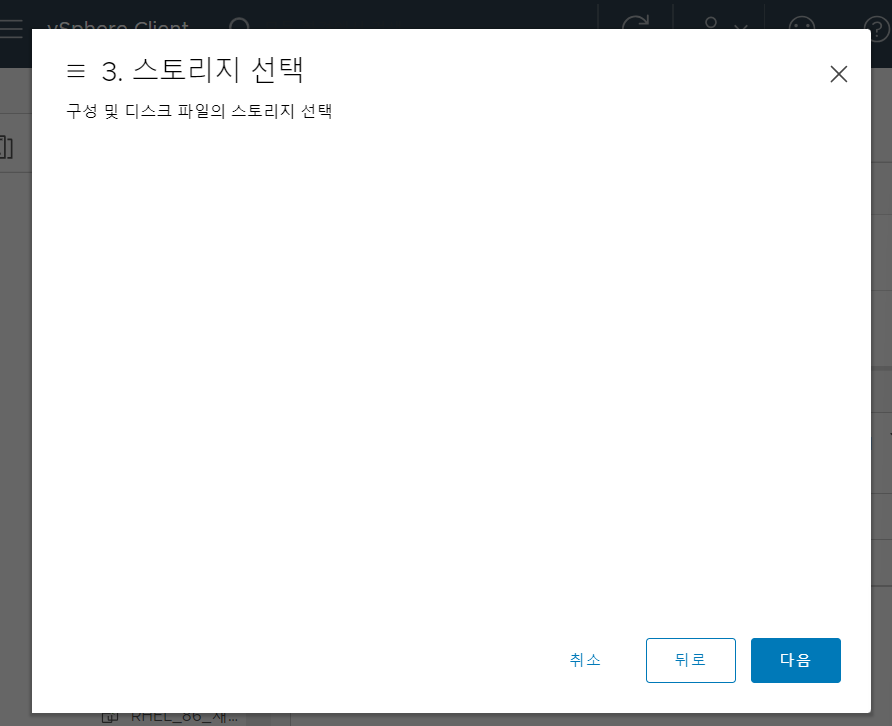 vSphere Client
3. 스토리지 선택
구성 및 디스크 파일의 스토리지 선택
취소
뒤로
다음
RHEL_86_새...